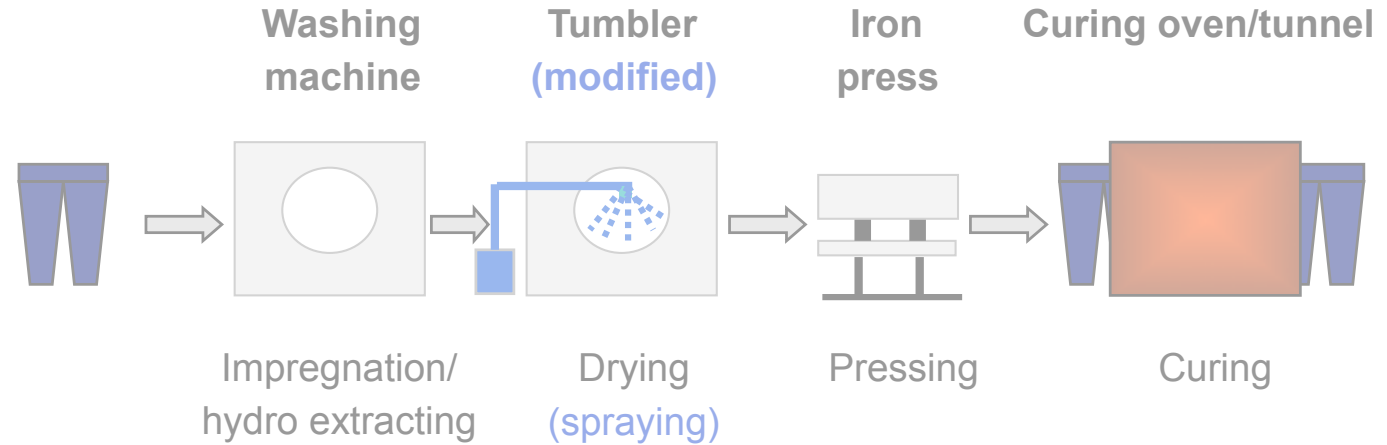 Washing
machine
Tumbler
(modified)
Iron
press
Curing oven/tunnel
Impregnation/
hydro extracting
Drying
(spraying)
Pressing
Curing